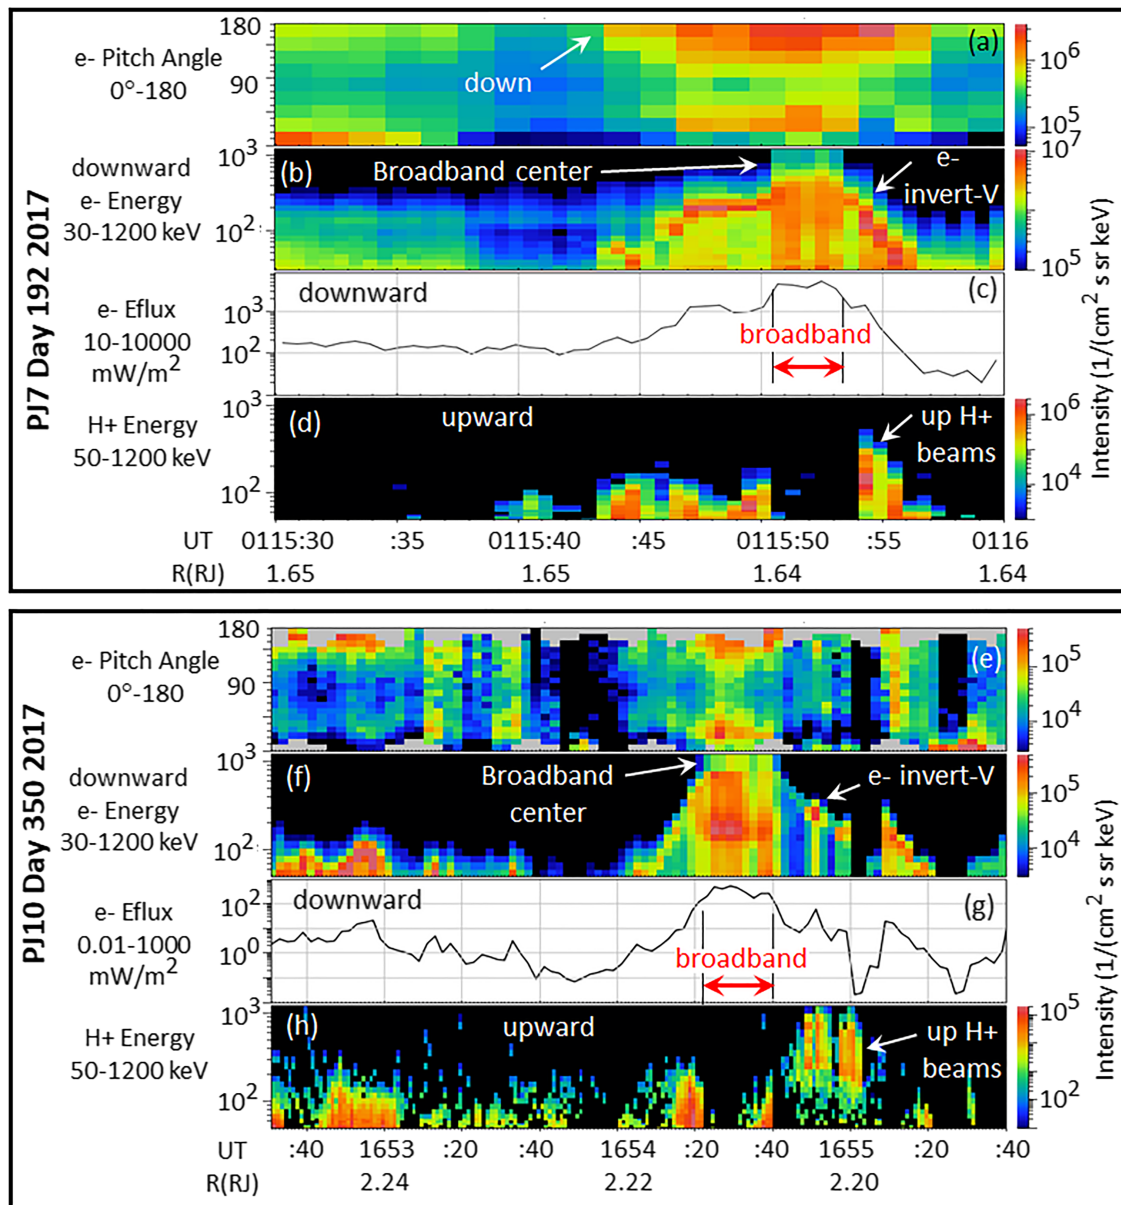 PJ7 Day 192 2017
e- Pitch Angle
0°-180
180
90
down
(a)
10^6
10^5
downward
e- Energy
30-1200 keV
10^3
10^2
(b)
Broadband center
e-
invert-V
10^7
10^7
10^5
e- Eflux
10-10000
mW/m^2
10^3
10^2
downward
(c)
broadband
H+ Energy
50-1200 keV
10^3
10^2
(d)
upward
up H+
beams
10^6
10^4
Intensity (1/(cm^2 s sr keV)
UT 0115:30 :35 0115:40 :45 0115:50 :55 0116
R(RJ) 1.65 1.65 1.64 1.64
PJ10 Day 350 2017
e- Pitch Angle
0°-180
180
90
(e)
10^5
10^4
downward
e- Energy
30-1200 keV
10^3
10^3
10^2
(f)
Broadband
center
e- invert-V
10^5
10^4
e- Eflux
0.01-1000
mW/m^2
10^2
10^0
downward
(g)
broadband
H+ Energy
50-1200 keV
10^3
10^2
(h)
upward
up H+
beams
10^5
10^2
Intensity (1/(cm^2 s sr keV)
UT :40 1653 :20 :40 1654 :20 :40 1655 :20 :40
R(RJ) 2.24 2.22 2.20